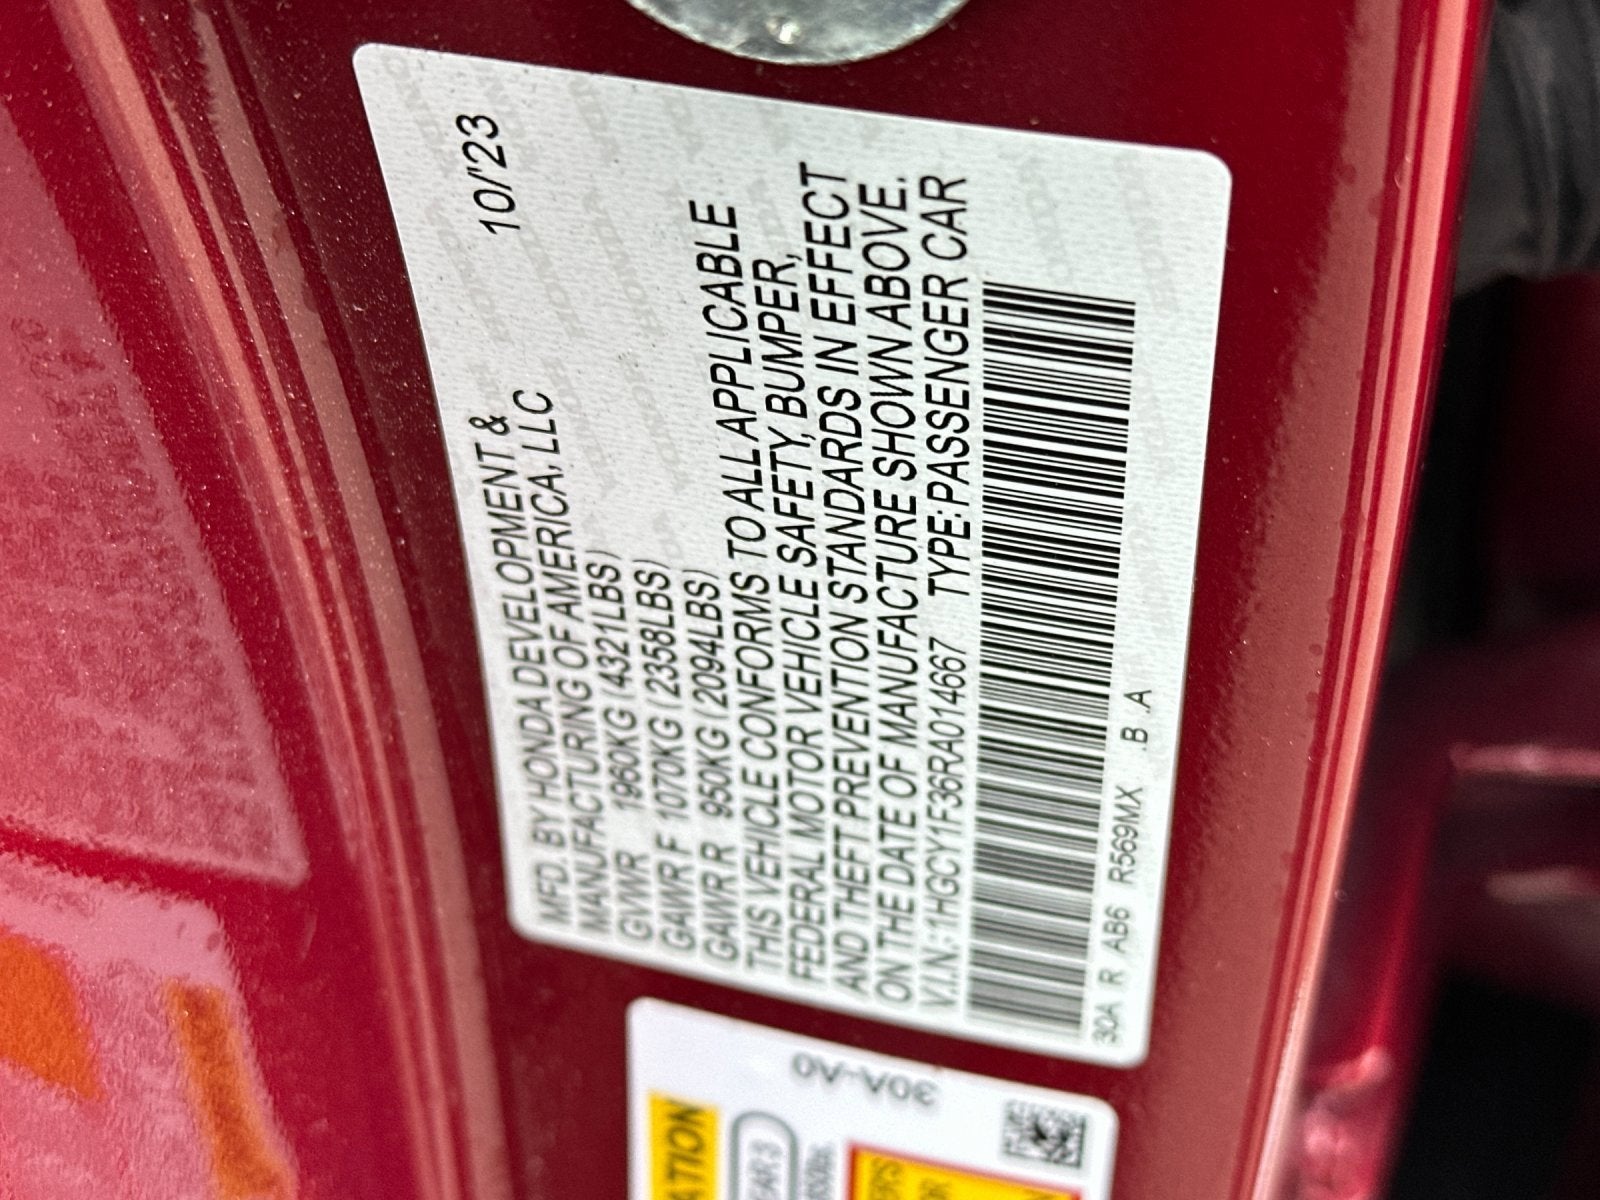 10/'23
MFD. BY HONDA DEVELOPMENT &
MANUFACTURING OF AMERICA, LLC
GVWR 1960KG (4321LBS)
GAWR F 1070KG (2358LBS)
GAWR R 950KG (2094LBS)
THIS VEHICLE CONFORMS TO ALL APPLICABLE
FEDERAL MOTOR VEHICLE SAFETY, BUMPER,
AND THEFT PREVENTION STANDARDS IN EFFECT
ON THE DATE OF MANUFACTURE SHOWN ABOVE.
V.I.N.: 1HGCY1F36RA014667 TYPE: PASSENGER CAR
30A R AB6 R569MX .B .A
30A-A0